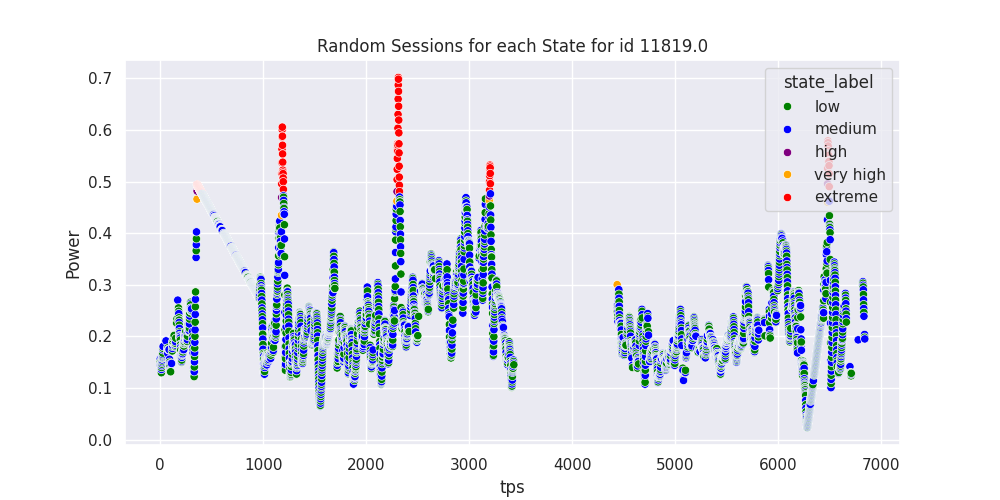 Random Sessions for each State for id 11819.0
Power
0.7
0.6
0.5
0.4
0.3
0.2
0.1
0.0
state_label
low
medium
high
very high
extreme
0 1000 2000 3000 4000 5000 6000 7000
tps